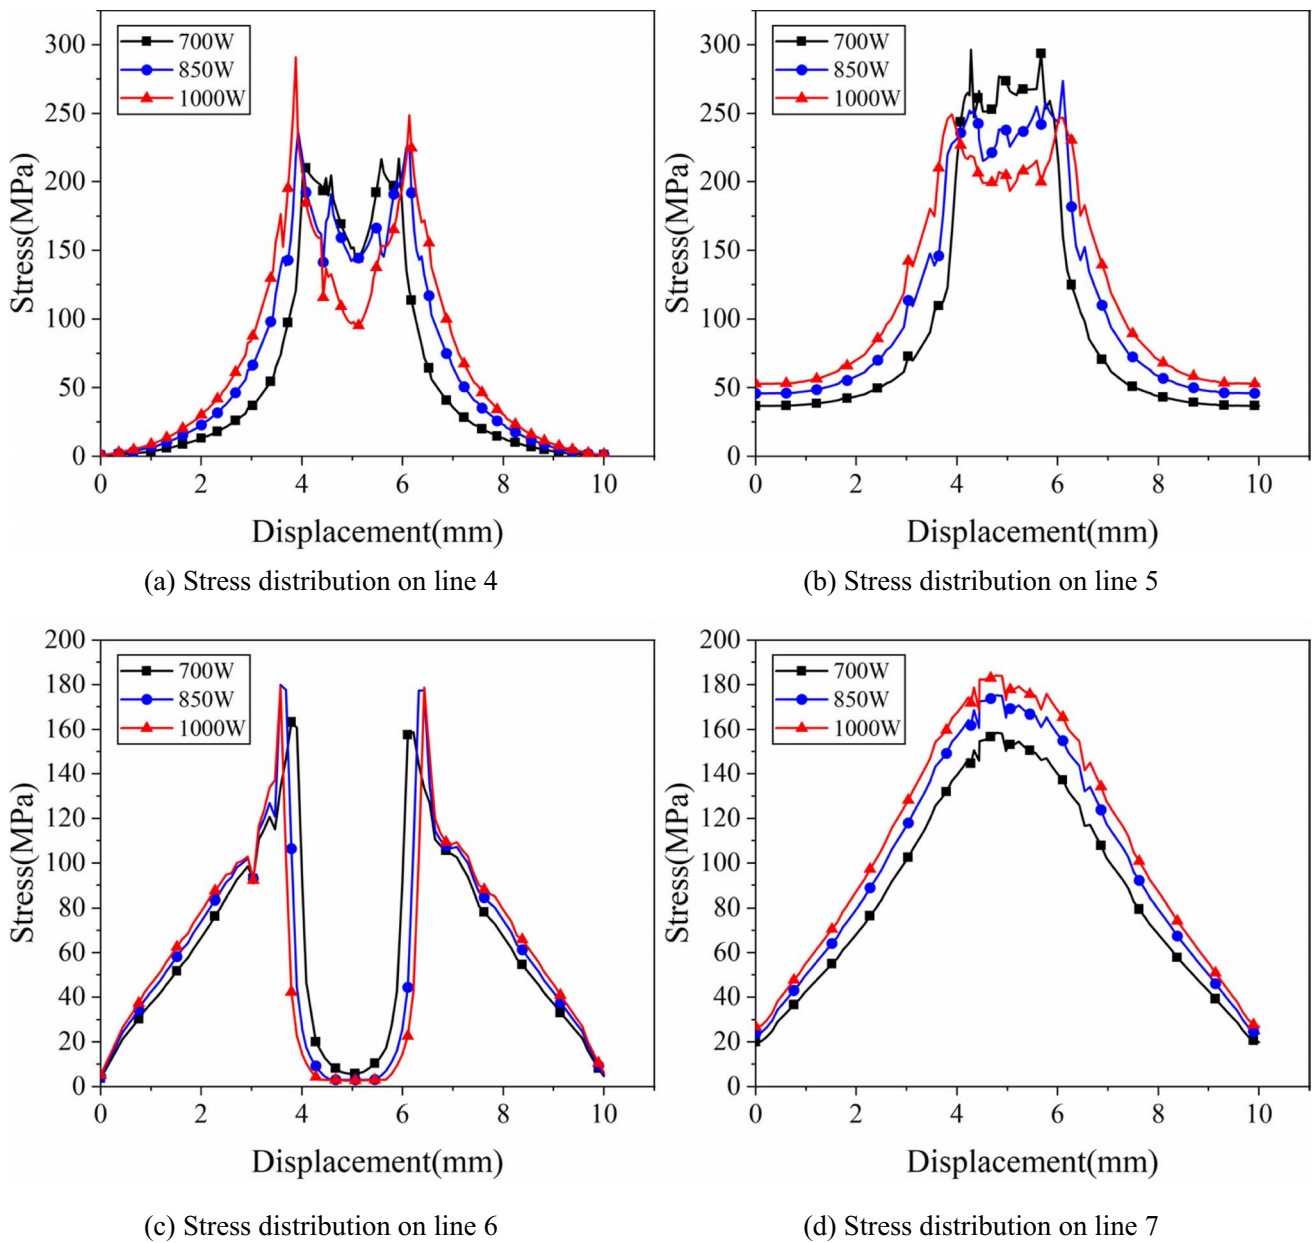 300
250
200
150
100
50
0
Stress(MPa)
700W
850W
1000W
0 2 4 6 8 10
Displacement(mm)
(a) Stress distribution on line 4
300
250
200
150
100
50
0
Stress(MPa)
700W
850W
1000W
0 2 4 6 8 10
Displacement(mm)
(b) Stress distribution on line 5
200
180
160
140
120
100
80
60
40
20
0
Stress(MPa)
700W
850W
1000W
0 2 4 6 8 10
Displacement(mm)
(c) Stress distribution on line 6
200
180
160
140
120
100
80
60
40
20
0
Stress(MPa)
700W
850W
1000W
0 2 4 6 8 10
Displacement(mm)
(d) Stress distribution on line 7